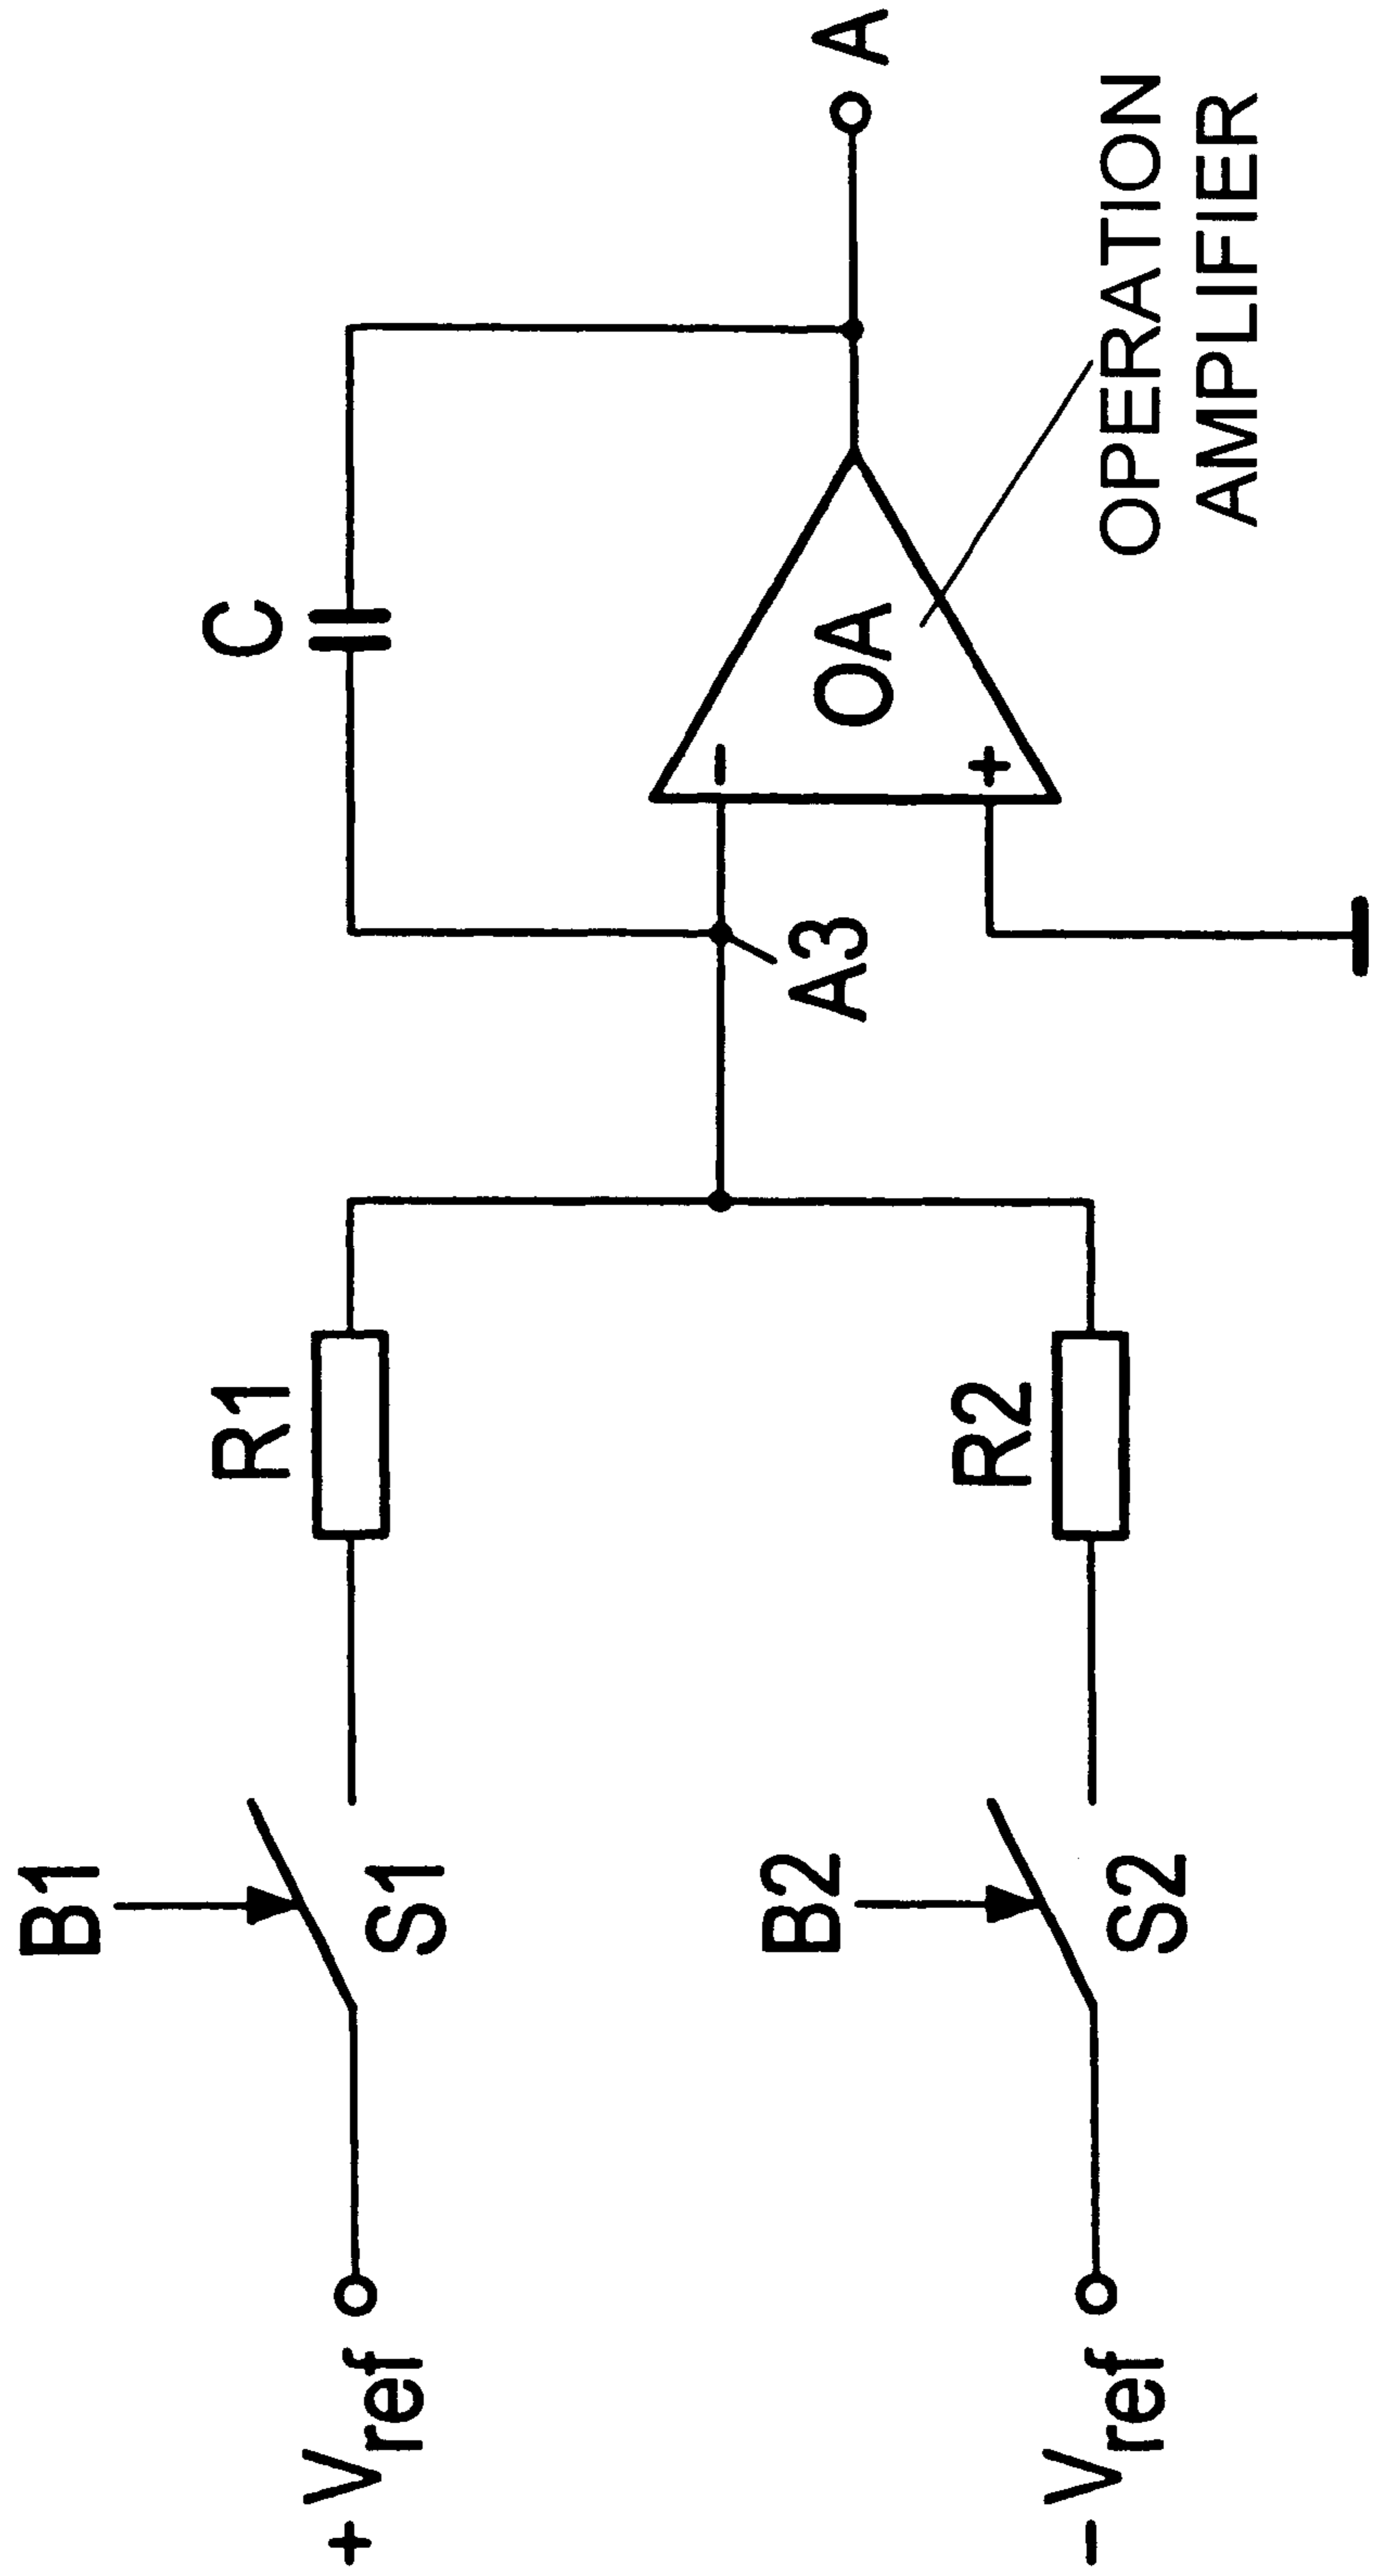 B1
C
R1
S1
+ Vref
A3
-
OA
+
A
B2
R2
S2
- Vref
OPERATION
AMPLIFIER